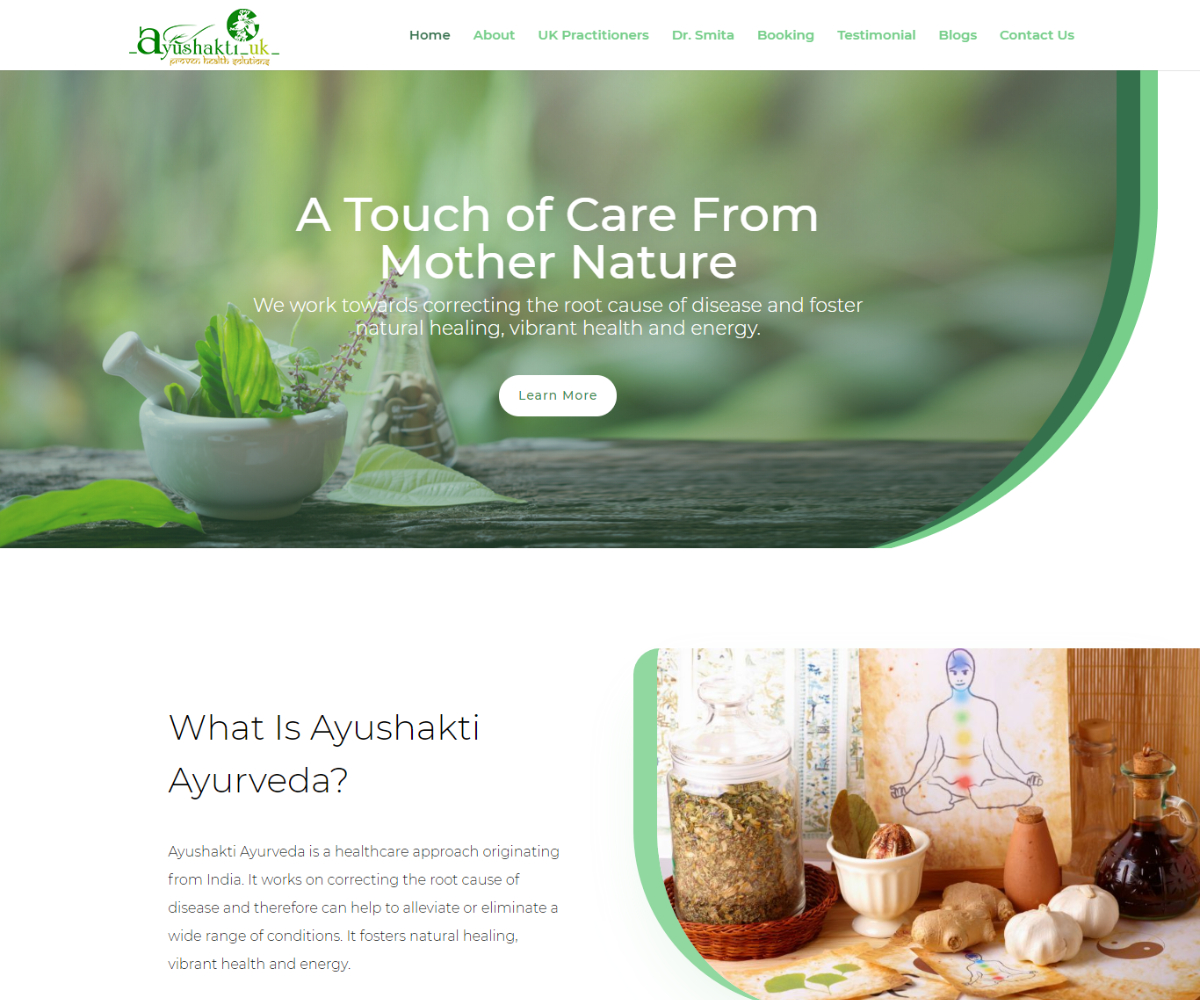 ayushakti_uk_
proven health solutions
Home About UK Practitioners Dr. Smita Booking Testimonial Blogs Contact Us
A Touch of Care From
Mother Nature
We work towards correcting the root cause of disease and foster
natural healing, vibrant health and energy.
Learn More
What Is Ayushakti
Ayurveda?
Ayushakti Ayurveda is a healthcare approach originating
from India. It works on correcting the root cause of
disease and therefore can help to alleviate or eliminate a
wide range of conditions. It fosters natural healing,
vibrant health and energy.